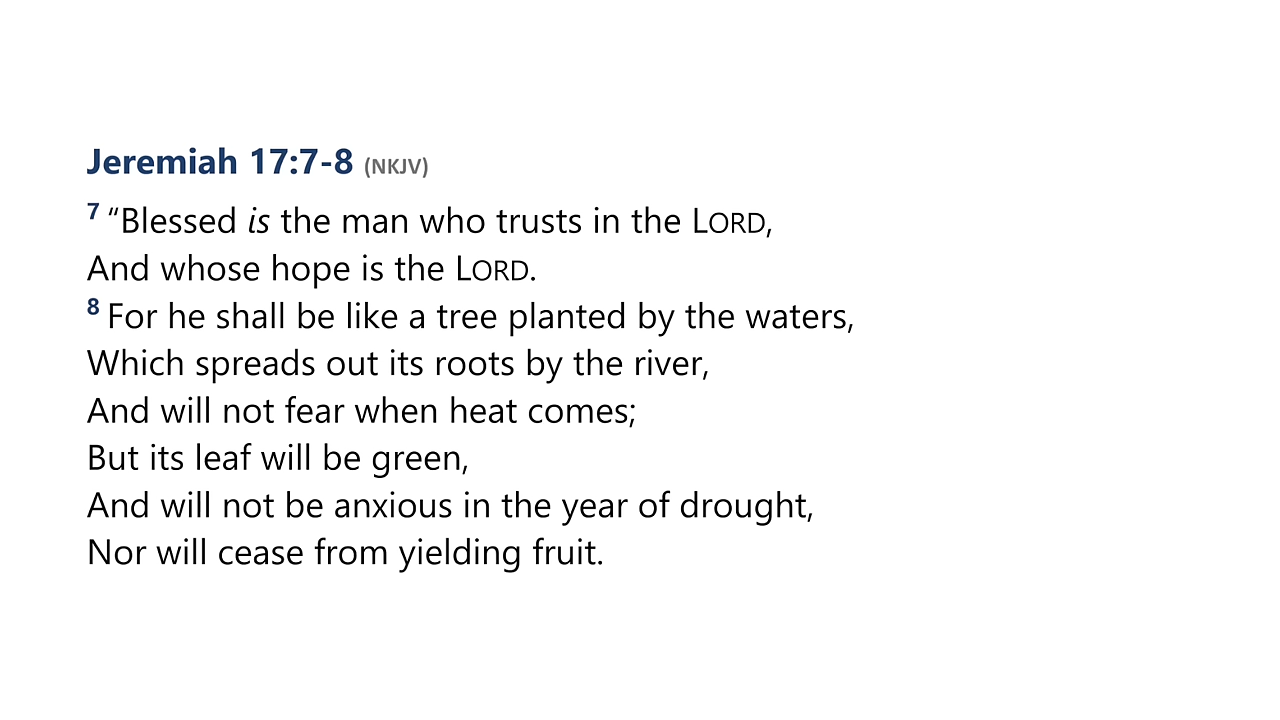 Jeremiah 17:7-8 (NKJV)
7 “Blessed is the man who trusts in the LORD,
And whose hope is the LORD.
8 For he shall be like a tree planted by the waters,
Which spreads out its roots by the river,
And will not fear when heat comes;
But its leaf will be green,
And will not be anxious in the year of drought,
Nor will cease from yielding fruit.